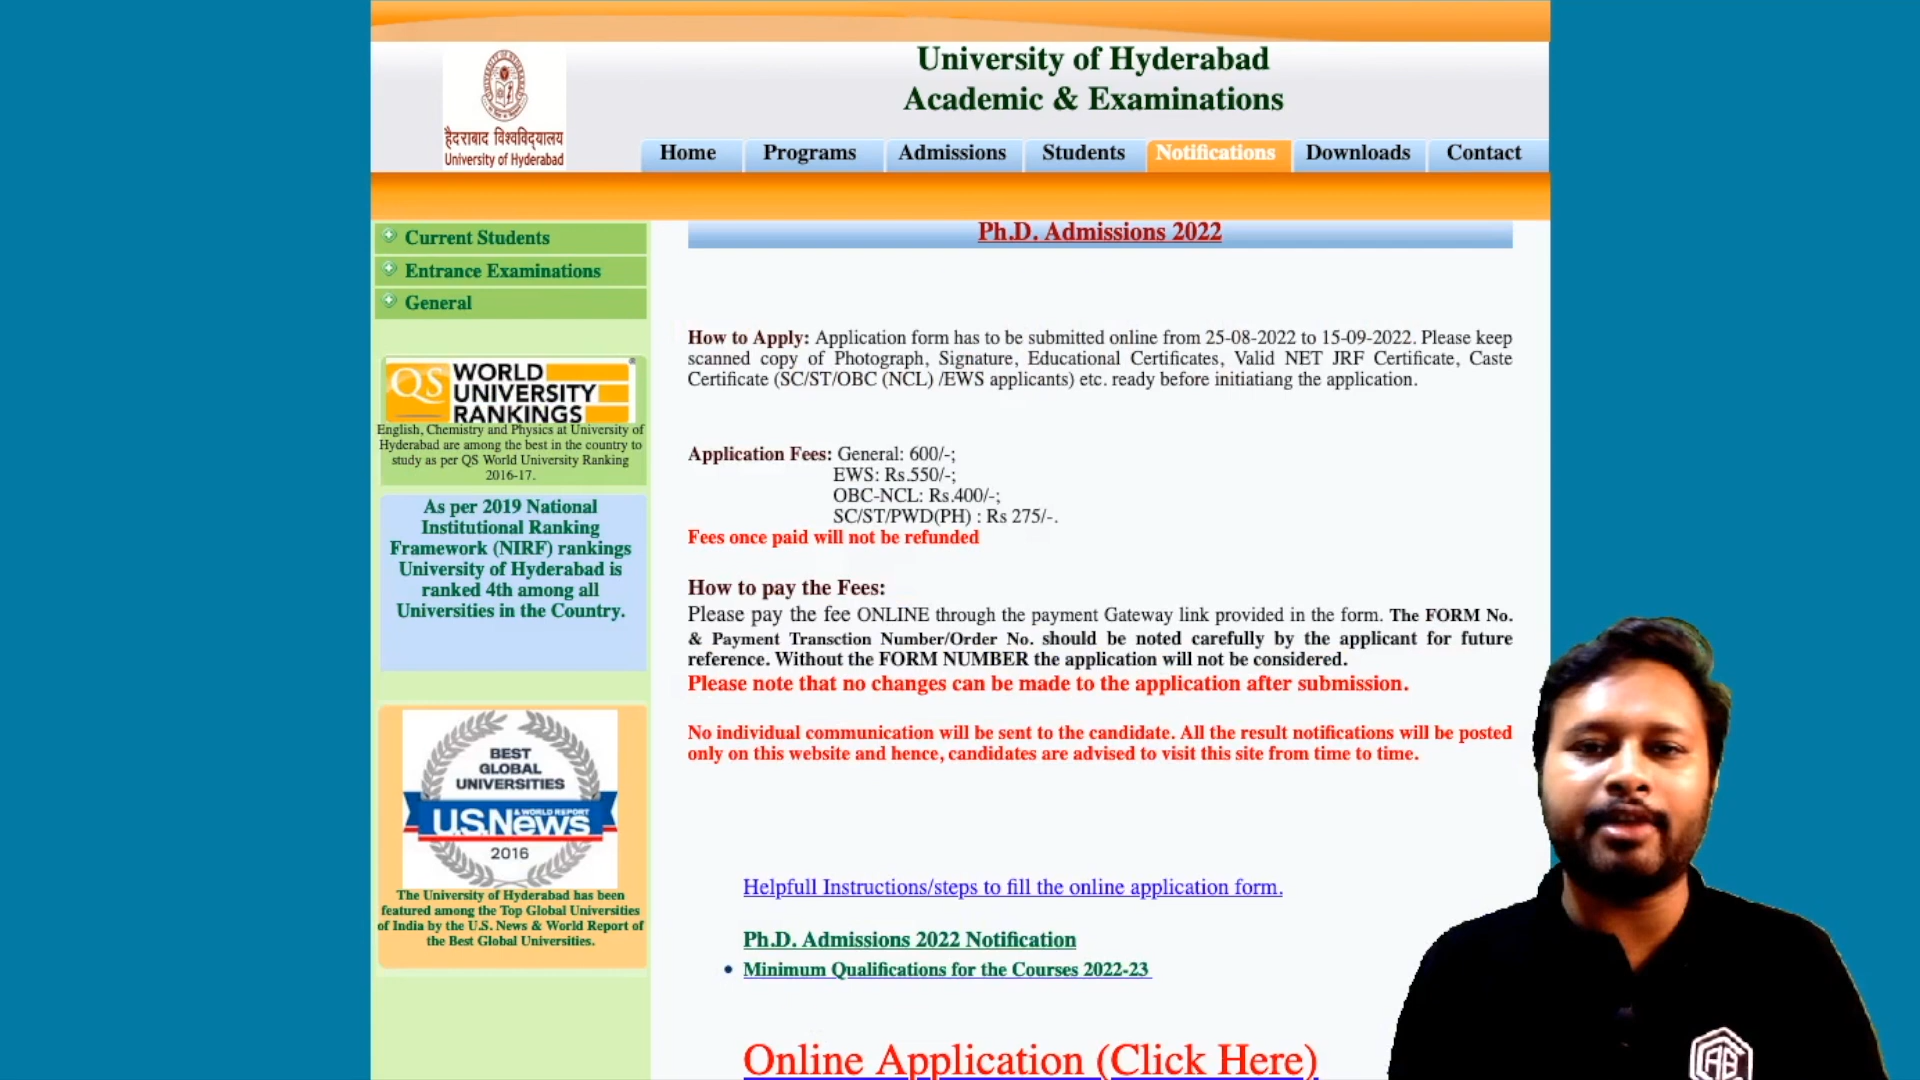 University of Hyderabad
Academic & Examinations
हैदराबाद विश्वविद्यालय
University of Hyderabad
Home
Programs
Admissions
Students
Notifications
Downloads
Contact
Current Students
Entrance Examinations
General
QS WORLD
UNIVERSITY
RANKINGS
English, Chemistry and Physics at University of
Hyderabad are among the best in the country to
study as per QS World University Ranking
2016-17.
As per 2019 National
Institutional Ranking
Framework (NIRF) rankings
University of Hyderabad is
ranked 4th among all
Universities in the Country.
BEST
GLOBAL
UNIVERSITIES
U.S.News
& WORLD REPORT
2016
The University of Hyderabad has been
featured among the Top Global Universities
of India by the U.S. News & World Report of
the Best Global Universities.
Ph.D. Admissions 2022
How to Apply: Application form has to be submitted online from 25-08-2022 to 15-09-2022. Please keep
scanned copy of Photograph, Signature, Educational Certificates, Valid NET JRF Certificate, Caste
Certificate (SC/ST/OBC (NCL) /EWS applicants) etc. ready before initiatiang the application.
Application Fees: General: 600/-;
EWS: Rs.550/-;
OBC-NCL: Rs.400/-;
SC/ST/PWD(PH) : Rs 275/-.
Fees once paid will not be refunded
How to pay the Fees:
Please pay the fee ONLINE through the payment Gateway link provided in the form. The FORM No.
& Payment Transction Number/Order No. should be noted carefully by the applicant for future
reference. Without the FORM NUMBER the application will not be considered.
Please note that no changes can be made to the application after submission.
No individual communication will be sent to the candidate. All the result notifications will be posted
only on this website and hence, candidates are advised to visit this site from time to time.
Helpfull Instructions/steps to fill the online application form.
Ph.D. Admissions 2022 Notification
• Minimum Qualifications for the Courses 2022-23
Online Application (Click Here)